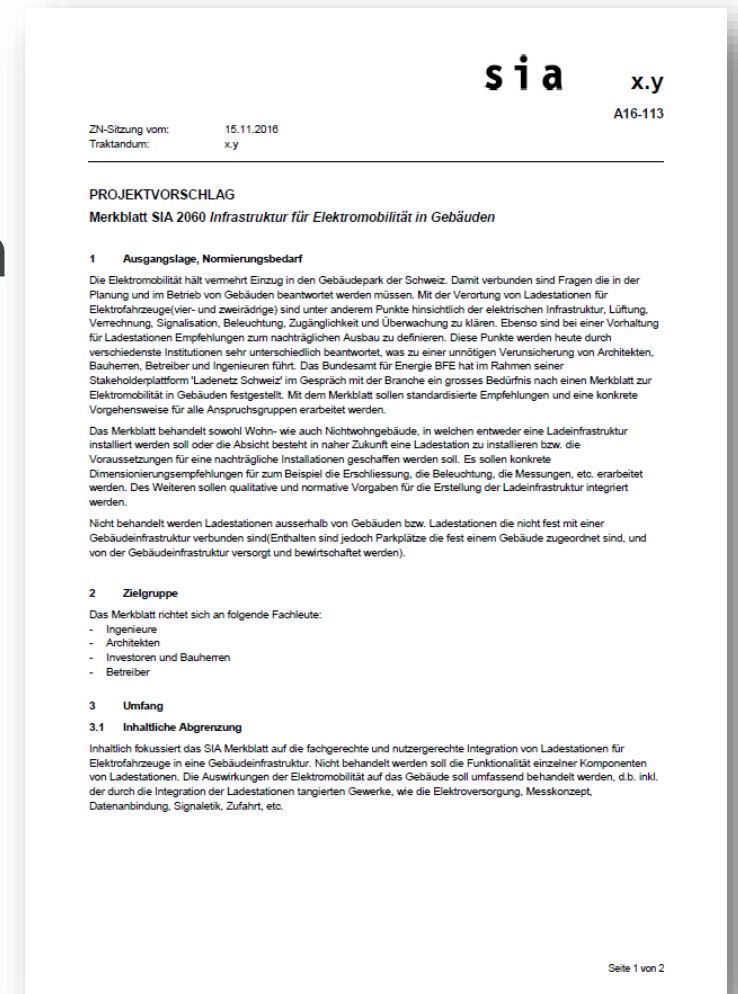 sia x.y
A16-113
ZN-Sitzung vom: 15.11.2016
Traktandum: x.y
PROJEKTVORSCHLAG
Merkblatt SIA 2060 Infrastruktur für Elektromobilität in Gebäuden
n
1 Ausgangslage, Normierungsbedarf
Die Elektromobilität hält vermehrt Einzug in den Gebäudepark der Schweiz. Damit verbunden sind Fragen die in der
Planung und im Betrieb von Gebäuden beantwortet werden müssen. Mit der Verortung von Ladestationen für
Elektrofahrzeuge(vier- und zweirädrige) sind unter anderem Punkte hinsichtlich der elektrischen Infrastruktur, Lüftung,
Verrechnung, Signalisation, Beleuchtung, Zugänglichkeit und Überwachung zu klären. Ebenso sind bei einer Vorhaltung
für Ladestationen Empfehlungen zum nachträglichen Ausbau zu definieren. Diese Punkte werden heute durch
verschiedenste Institutionen sehr unterschiedlich beantwortet, was zu einer unnötigen Verunsicherung von Architekten,
Bauherren, Betreiber und Ingenieuren führt. Das Bundesamt für Energie BFE hat im Rahmen seiner
Stakeholderplattform 'Ladenetz Schweiz' im Gespräch mit der Branche ein grosses Bedürfnis nach einen Merkblatt zur
Elektromobilität in Gebäuden festgestellt. Mit dem Merkblatt sollen standardisierte Empfehlungen und eine konkrete
Vorgehensweise für alle Anspruchsgruppen erarbeitet werden.
Das Merkblatt behandelt sowohl Wohn- wie auch Nichtwohngebäude, in welchen entweder eine Ladeinfrastruktur
installiert werden soll oder die Absicht besteht in naher Zukunft eine Ladestation zu installieren bzw. die
Voraussetzungen für eine nachträgliche Installationen geschaffen werden soll. Es sollen konkrete
Dimensionierungsempfehlungen für zum Beispiel die Erschliessung, die Beleuchtung, die Messungen, etc. erarbeitet
werden. Des Weiteren sollen qualitative und normative Vorgaben für die Erstellung der Ladeinfrastruktur integriert
werden.
Nicht behandelt werden Ladestationen ausserhalb von Gebäuden bzw. Ladestationen die nicht fest mit einer
Gebäudeinfrastruktur verbunden sind(Enthalten sind jedoch Parkplätze die fest einem Gebäude zugeordnet sind, und
von der Gebäudeinfrastruktur versorgt und bewirtschaftet werden).
2 Zielgruppe
Das Merkblatt richtet sich an folgende Fachleute:
- Ingenieure
- Architekten
- Investoren und Bauherren
- Betreiber
3 Umfang
3.1 Inhaltliche Abgrenzung
Inhaltlich fokussiert das SIA Merkblatt auf die fachgerechte und nutzergerechte Integration von Ladestationen für
Elektrofahrzeuge in eine Gebäudeinfrastruktur. Nicht behandelt werden soll die Funktionalität einzelner Komponenten
von Ladestationen. Die Auswirkungen der Elektromobilität auf das Gebäude soll umfassend behandelt werden, d.b. inkl.
der durch die Integration der Ladestationen tangierten Gewerke, wie die Elektroversorgung, Messkonzept,
Datenanbindung, Signaletik, Zufahrt, etc.
Seite 1 von 2